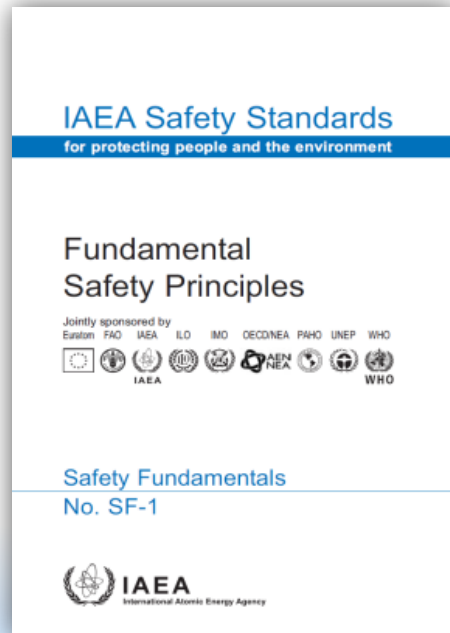 IAEA Safety Standards
for protecting people and the environment
Fundamental
Safety Principles
Jointly sponsored by
Euratom FAO IAEA ILO IMO OECD/NEA PAHO UNEP WHO
IAEA AEN NEA WHO
Safety Fundamentals
No. SF-1
IAEA
International Atomic Energy Agency